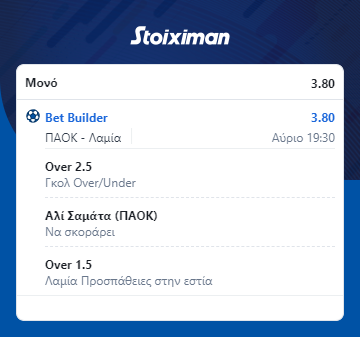 Stoiximan
Μονό 3.80
Bet Builder 3.80
ΠΑΟΚ - Λαμία Αύριο 19:30
Over 2.5
Γκολ Over/Under
Αλί Σαμάτα (ΠΑΟΚ)
Να σκοράρει
Over 1.5
Λαμία Προσπάθειες στην εστία